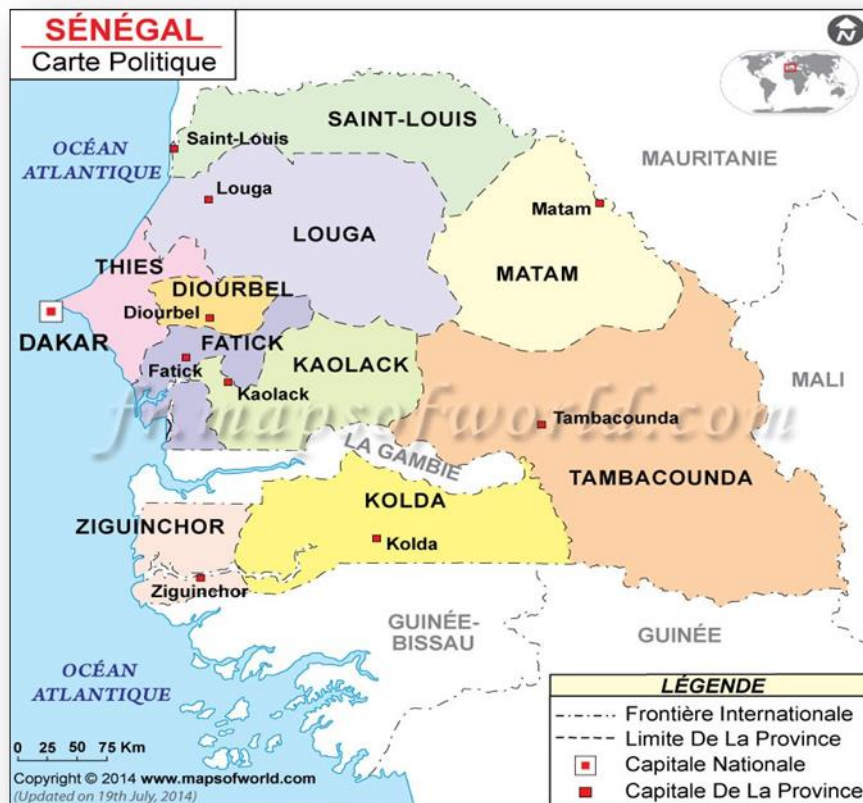 SÉNÉGAL
Carte Politique
N
OCÉAN
ATLANTIQUE
SAINT-LOUIS
Saint-Louis
MAURITANIE
Louga
LOUGA
Matam
MATAM
THIES
DIOURBEL
Diourbel
DAKAR
FATICK
Fatick
KAOLACK
Kaolack
MALI
fr.mapsofworld.com
Tambacounda
LA GAMBIE
TAMBACOUNDA
KOLDA
Kolda
ZIGUINCHOR
Ziguinchor
GUINÉE-
BISSAU
GUINÉE
OCÉAN
ATLANTIQUE
LÉGENDE
Frontière Internationale
Limite De La Province
Capitale Nationale
Capitale De La Province
0 25 50 75 Km
Copyright © 2014 www.mapsofworld.com
(Updated on 19th July, 2014)